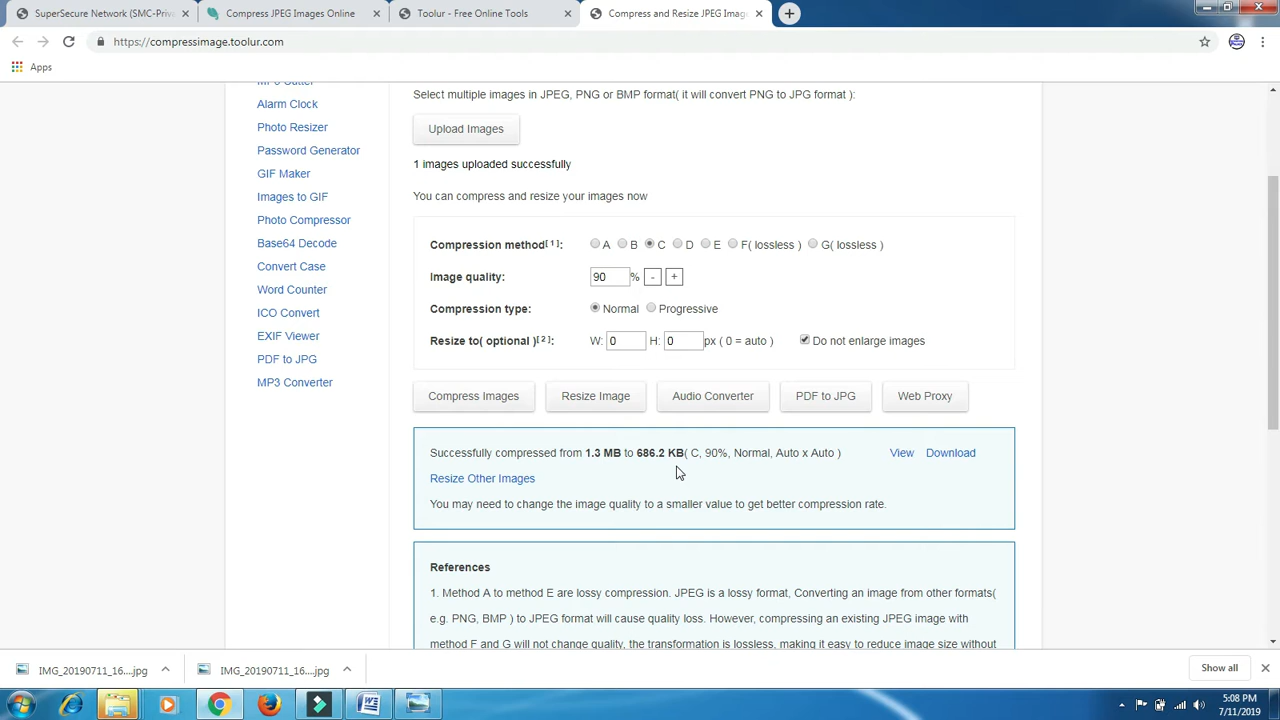 SuperSecure Network (SMC-Priva
Compress JPEG Images Online
Toolur - Free Online Tools
Compress and Resize JPEG Imag
https://compressimage.toolur.com
Apps
Alarm Clock
Photo Resizer
Password Generator
GIF Maker
Images to GIF
Photo Compressor
Base64 Decode
Convert Case
Word Counter
ICO Convert
EXIF Viewer
PDF to JPG
MP3 Converter
Select multiple images in JPEG, PNG or BMP format( it will convert PNG to JPG format ):
Upload Images
1 images uploaded successfully
You can compress and resize your images now
Compression method[ 1 ]: A B C D E F( lossless ) G( lossless )
Image quality: 90 % - +
Compression type: Normal Progressive
Resize to( optional )[ 2 ]: W: 0 H: 0 px ( 0 = auto ) Do not enlarge images
Compress Images Resize Image Audio Converter PDF to JPG Web Proxy
Successfully compressed from 1.3 MB to 686.2 KB( C, 90%, Normal, Auto x Auto ) View Download
Resize Other Images
You may need to change the image quality to a smaller value to get better compression rate.
References
1. Method A to method E are lossy compression. JPEG is a lossy format, Converting an image from other formats(
e.g. PNG, BMP ) to JPEG format will cause quality loss. However, compressing an existing JPEG image with
method F and G will not change quality, the transformation is lossless, making it easy to reduce image size without
IMG_20190711_16....jpg
IMG_20190711_16....jpg
Show all
5:08 PM
7/11/2019